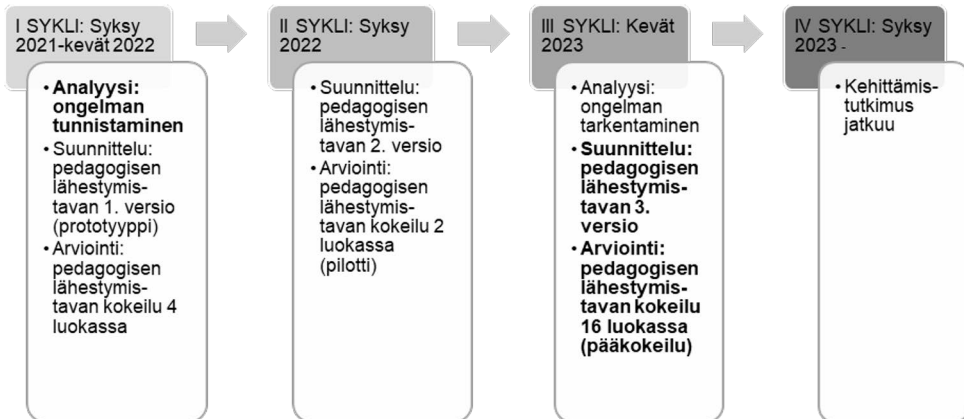 I SYKLI: Syksy
2021-kevät 2022
• Analyysi:
ongelman
tunnistaminen
• Suunnittelu:
pedagogisen
lähestymis-
tavan 1. versio
(prototyyppi)
• Arviointi:
pedagogisen
lähestymis-
tavan kokeilu 4
luokassa
II SYKLI: Syksy
2022
• Suunnittelu:
pedagogisen
lähestymis-
tavan 2. versio
• Arviointi:
pedagogisen
lähestymis-
tavan kokeilu 2
luokassa
(pilotti)
III SYKLI: Kevät
2023
• Analyysi:
ongelman
tarkentaminen
• Suunnittelu:
pedagogisen
lähestymis-
tavan 3.
versio
• Arviointi:
pedagogisen
lähestymis-
tavan kokeilu
16 luokassa
(pääkokeilu)
IV SYKLI: Syksy
2023 -
• Kehittämis-
tutkimus
jatkuu